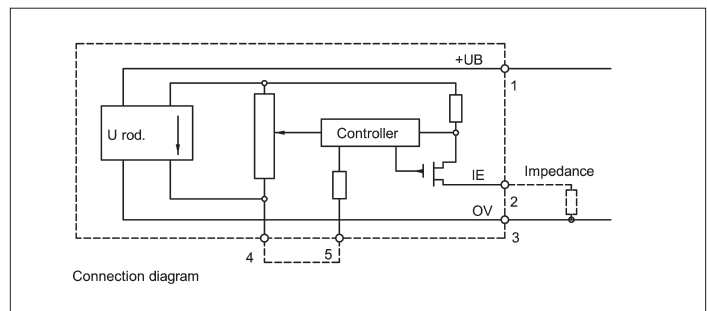 +UB
1
U rod.
Controller
IE
Impedance
2
OV
3
4
5
Connection diagram